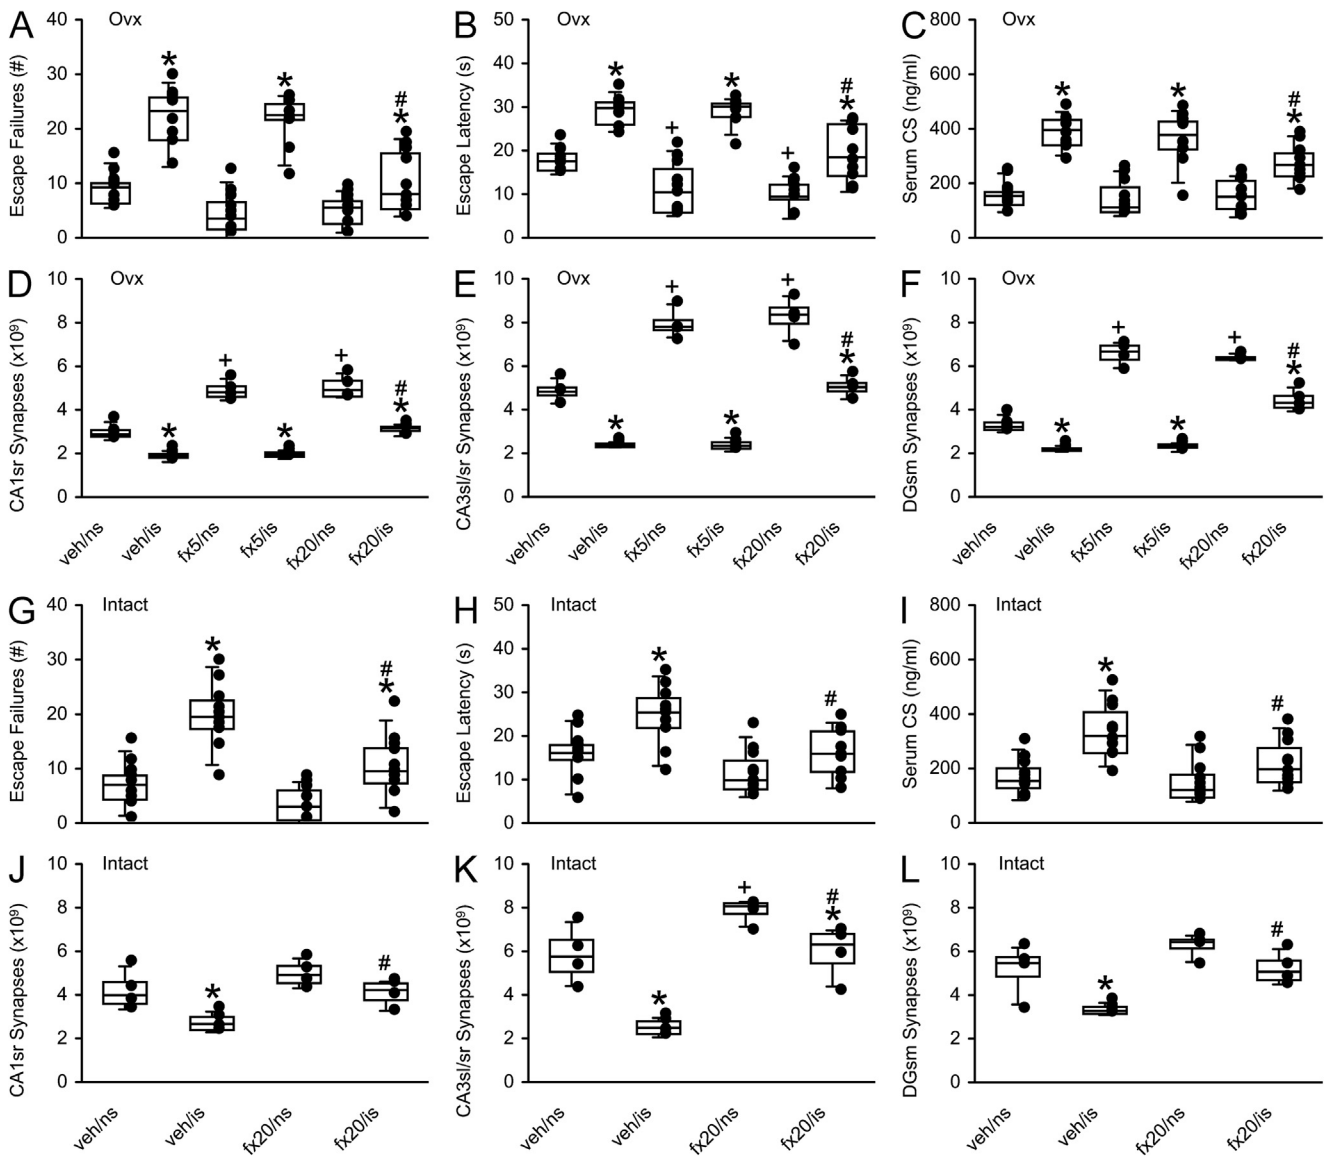 A
Ovx
Escape Failures (#)
40
30
20
10
0
*
*
#
*
B
Ovx
Escape Latency (s)
50
40
30
20
10
0
*
+
*
+
#
*
C
Ovx
Serum CS (ng/ml)
800
600
400
200
0
*
*
#
*
D
Ovx
CA1sr Synapses (x10⁹)
10
8
6
4
2
0
*
+
*
+
#
*
veh/ns
veh/is
fx5/ns
fx5/is
fx20/ns
fx20/is
E
Ovx
CA3sl/sr Synapses (x10⁹)
10
8
6
4
2
0
*
+
*
+
#
*
veh/ns
veh/is
fx5/ns
fx5/is
fx20/ns
fx20/is
F
Ovx
DGsm Synapses (x10⁹)
10
8
6
4
2
0
*
+
*
+
#
*
veh/ns
veh/is
fx5/ns
fx5/is
fx20/ns
fx20/is
G
Intact
Escape Failures (#)
40
30
20
10
0
*
#
*
H
Intact
Escape Latency (s)
50
40
30
20
10
0
*
#
I
Intact
Serum CS (ng/ml)
800
600
400
200
0
*
#
J
Intact
CA1sr Synapses (x10⁹)
10
8
6
4
2
0
*
#
veh/ns
veh/is
fx20/ns
fx20/is
K
Intact
CA3sl/sr Synapses (x10⁹)
10
8
6
4
2
0
*
+
#
*
veh/ns
veh/is
fx20/ns
fx20/is
L
Intact
DGsm Synapses (x10⁹)
10
8
6
4
2
0
*
#
veh/ns
veh/is
fx20/ns
fx20/is